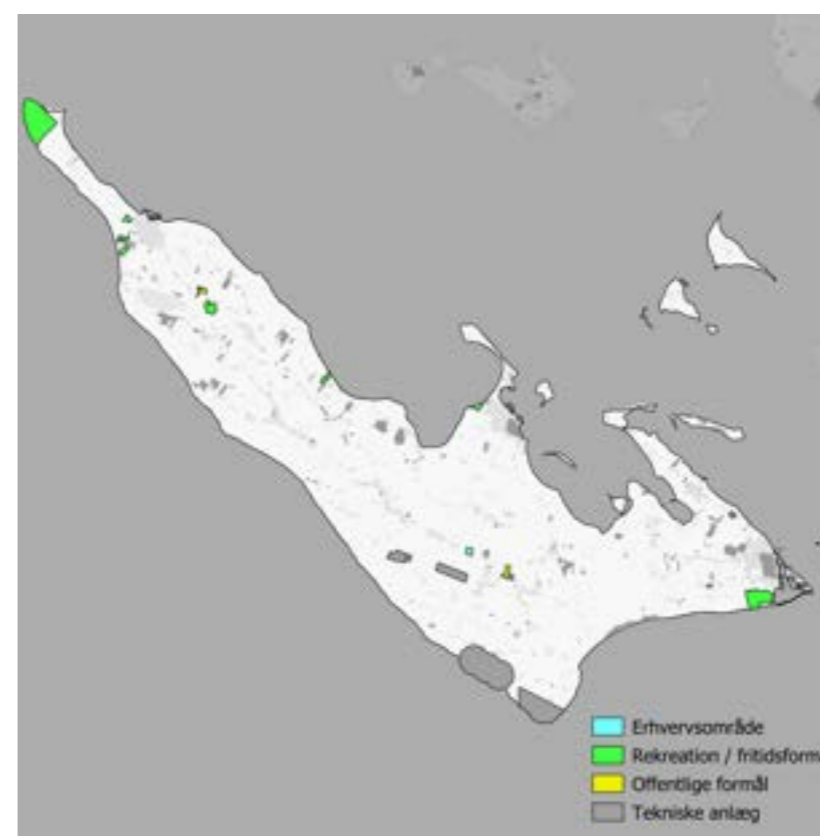 Erhvervsområde
Rekreation / fritidsform
Offentlige formål
Tekniske anlæg